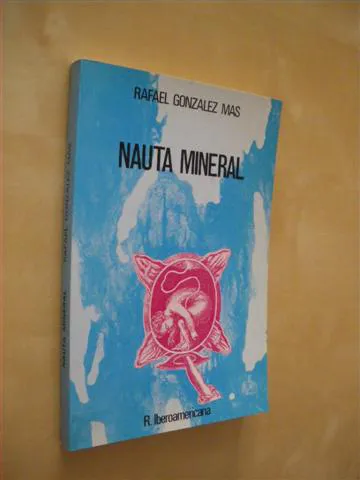 RAFAEL GONZALEZ MAS
NAUTA MINERAL
R. Iberoamericana
NAUTA MINERAL RAFAEL GONZALEZ MAS